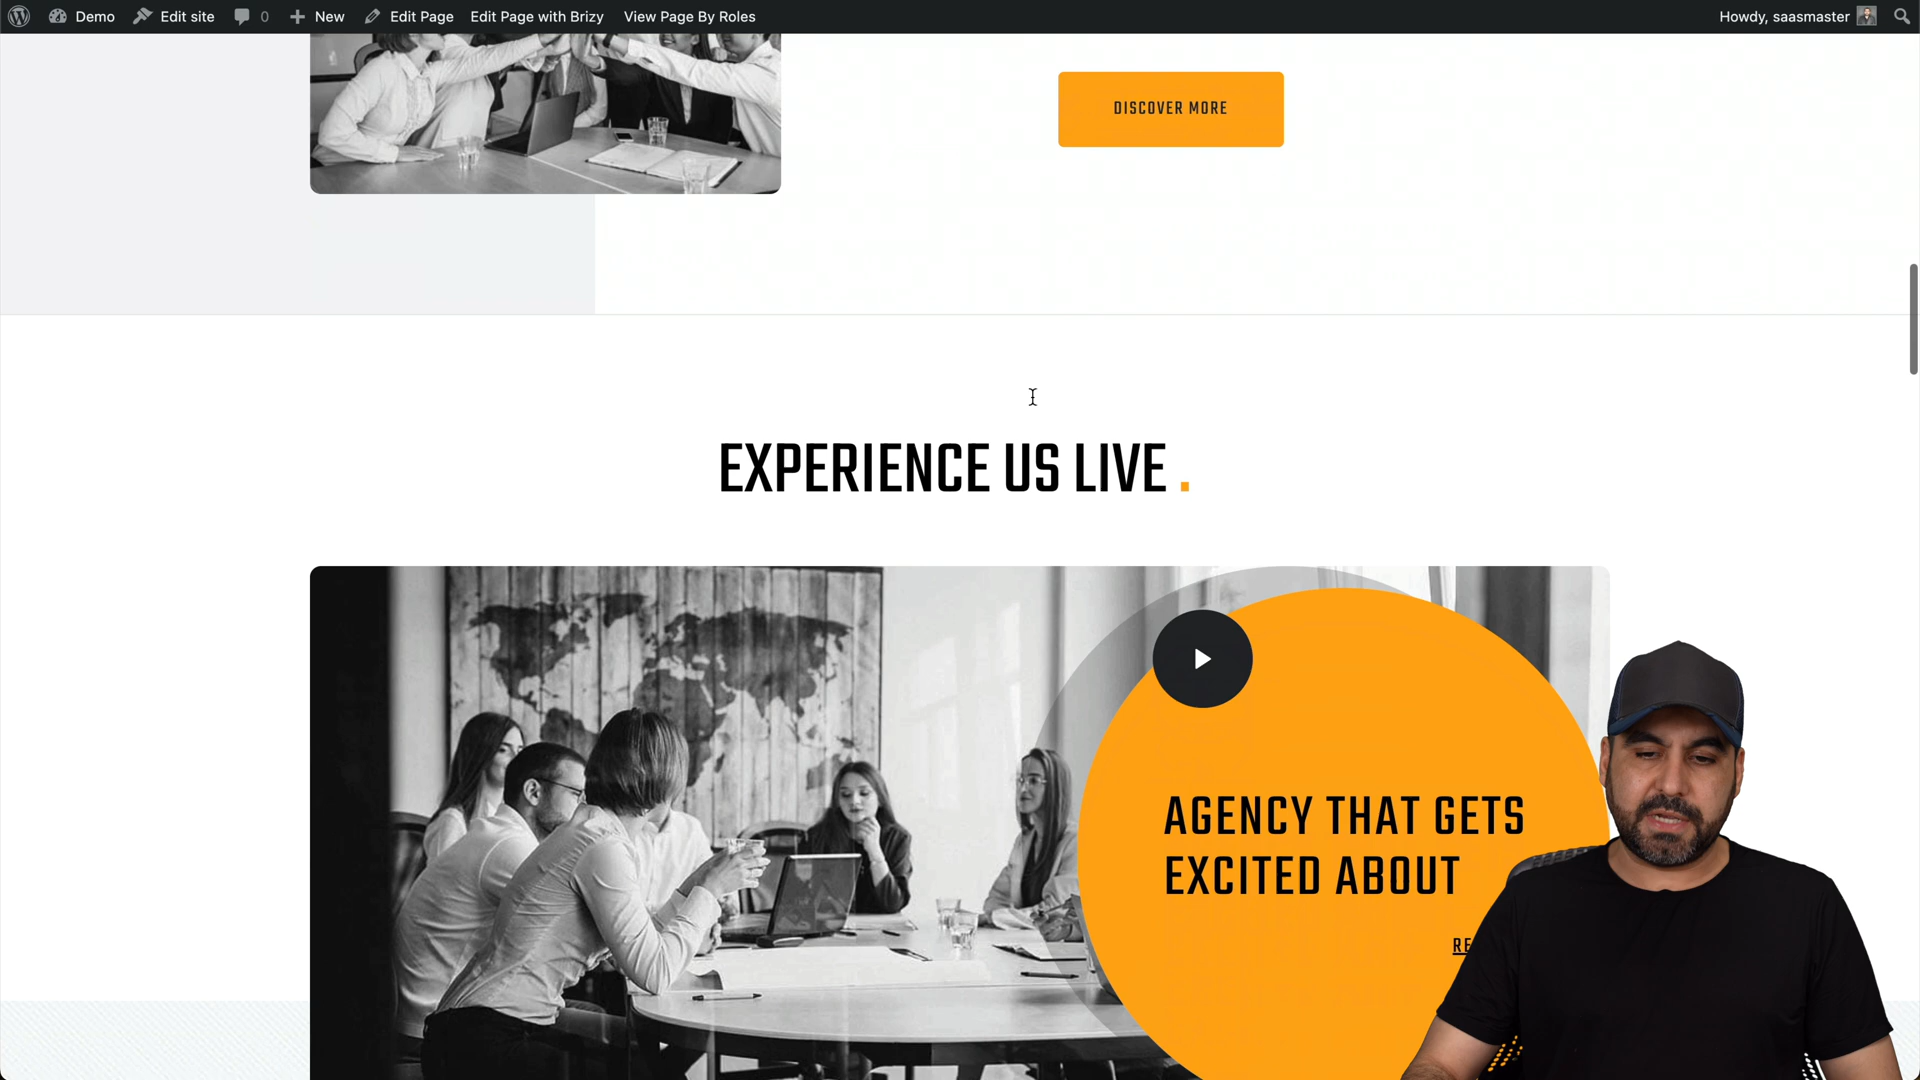 Demo Edit site 0 New Edit Page Edit Page with Brizy View Page By Roles Howdy, saasmaster
DISCOVER MORE
EXPERIENCE US LIVE .
AGENCY THAT GETS
EXCITED ABOUT